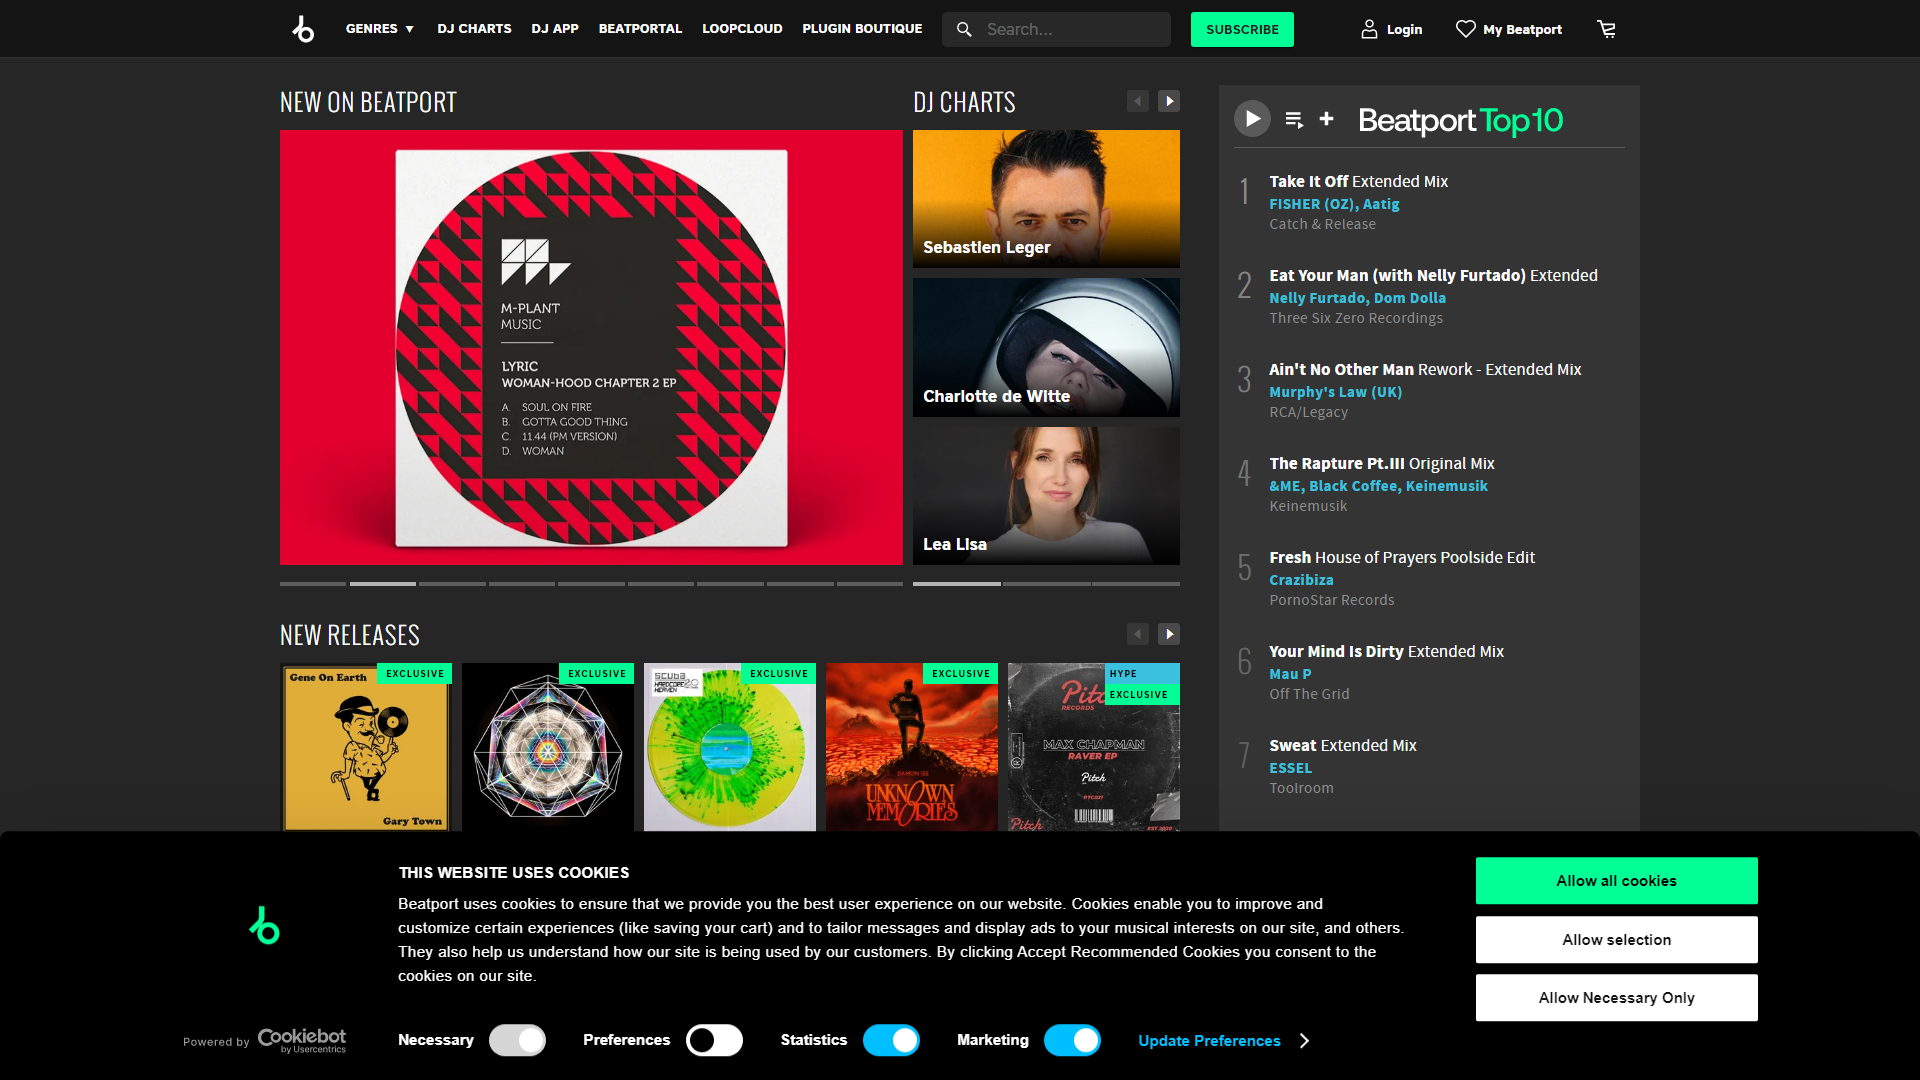 GENRES
DJ CHARTS
DJ APP
BEATPORTAL
LOOPCLOUD
PLUGIN BOUTIQUE
Search...
SUBSCRIBE
Login
My Beatport
NEW ON BEATPORT
M-PLANT
MUSIC
LYRIC
WOMAN-HOOD CHAPTER 2 EP
A. SOUL ON FIRE
B. GOTTA GOOD THING
C. 11.44 (PM VERSION)
D. WOMAN
DJ CHARTS
Sebastien Leger
Charlotte de Witte
Lea Lisa
Beatport Top10
1
Take It Off Extended Mix
FISHER (OZ), Aatig
Catch & Release
2
Eat Your Man (with Nelly Furtado) Extended
Nelly Furtado, Dom Dolla
Three Six Zero Recordings
3
Ain't No Other Man Rework - Extended Mix
Murphy's Law (UK)
RCA/Legacy
4
The Rapture Pt.III Original Mix
&ME, Black Coffee, Keinemusik
Keinemusik
5
Fresh House of Prayers Poolside Edit
Crazibiza
PornoStar Records
6
Your Mind Is Dirty Extended Mix
Mau P
Off The Grid
7
Sweat Extended Mix
ESSEL
Toolroom
NEW RELEASES
EXCLUSIVE
Gene On Earth
Gary Town
EXCLUSIVE
EXCLUSIVE
scuba
HARDCORE 2.0
HEAVEN
EXCLUSIVE
DAMON JEE
UNKNOWN
MEMORIES
HYPE
EXCLUSIVE
Pitch
RECORDS
MAX CHAPMAN
RAVER EP
Pitch
PTC021
Pitch
THIS WEBSITE USES COOKIES
Beatport uses cookies to ensure that we provide you the best user experience on our website. Cookies enable you to improve and
customize certain experiences (like saving your cart) and to tailor messages and display ads to your musical interests on our site, and others.
They also help us understand how our site is being used by our customers. By clicking Accept Recommended Cookies you consent to the
cookies on our site.
Allow all cookies
Allow selection
Allow Necessary Only
Powered by Cookiebot
by Usercentrics
Necessary
Preferences
Statistics
Marketing
Update Preferences